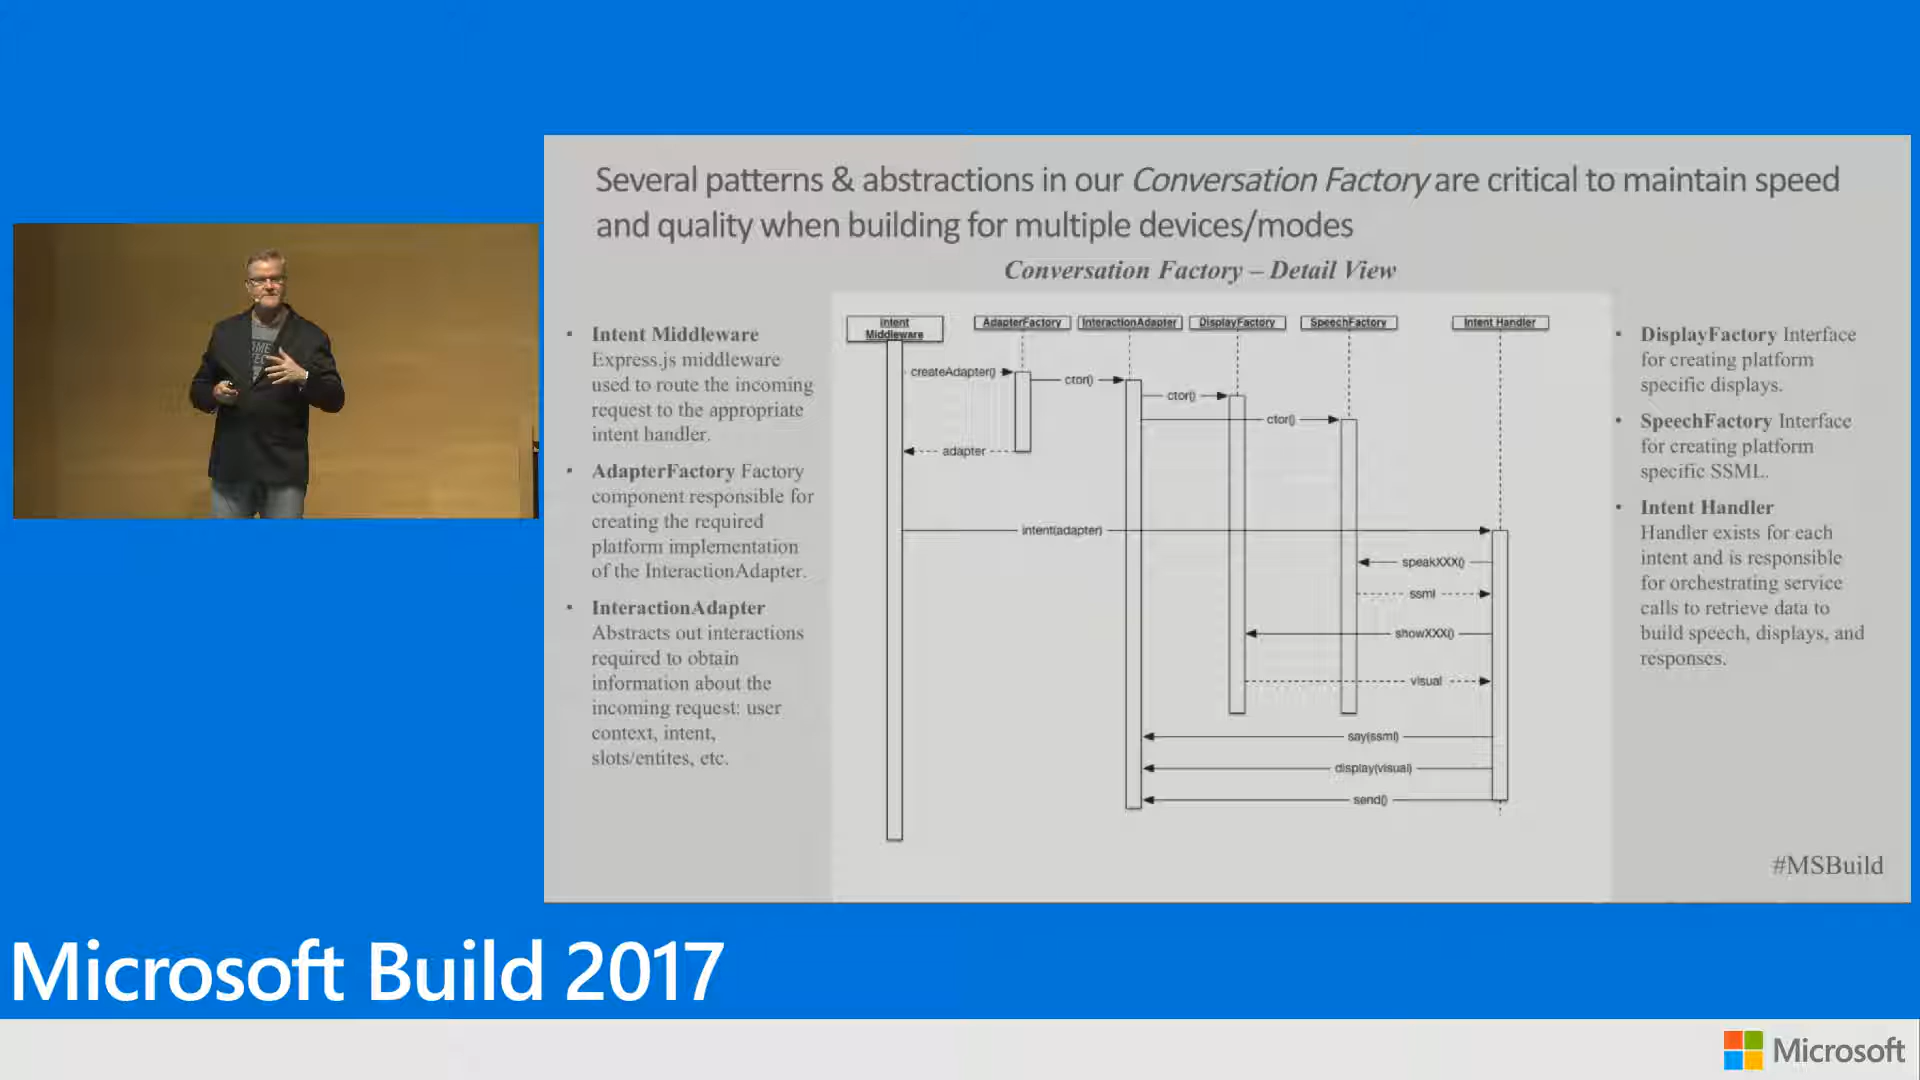 Several patterns & abstractions in our Conversation Factory are critical to maintain speed
and quality when building for multiple devices/modes
Conversation Factory – Detail View
• Intent Middleware
Express.js middleware
used to route the incoming
request to the appropriate
intent handler.
• AdapterFactory Factory
component responsible for
creating the required
platform implementation
of the InteractionAdapter.
• InteractionAdapter
Abstracts out interactions
required to obtain
information about the
incoming request: user
context, intent,
slots/entites, etc.
Intent
Middleware
AdapterFactory
InteractionAdapter
DisplayFactory
SpeechFactory
Intent Handler
createAdapter()
ctor()
ctor()
ctor()
adapter
intent(adapter)
speakXXX()
ssml
showXXX()
visual
say(ssml)
display(visual)
send()
• DisplayFactory Interface
for creating platform
specific displays.
• SpeechFactory Interface
for creating platform
specific SSML.
• Intent Handler
Handler exists for each
intent and is responsible
for orchestrating service
calls to retrieve data to
build speech, displays, and
responses.
#MSBuild
Microsoft Build 2017
Microsoft